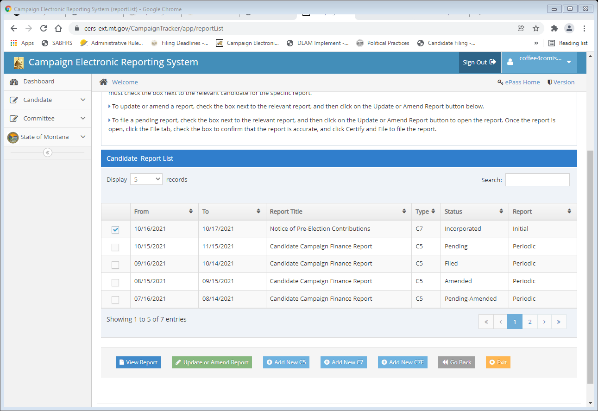 Campaign Electronic Reporting System (reportList) - Google Chrome
cers-ext.mt.gov/CampaignTracker/app/reportList
Apps SABHRS Administrative Rule... Filing Deadlines -... Campaign Electron... DLAW Implement -... Political Practices Candidate Filing -... » Reading list
Campaign Electronic Reporting System Sign Out
Dashboard Welcome ePass Home Version
Candidate
Committee
State of Montana
must check the box next to the relevant candidate for the specific report.
To update or amend a report, check the box next to the relevant report, and then click on the Update or Amend Report button below.
To file a pending report, check the box next to the relevant report, and then click on the Update or Amend Report button to open the report. Once the report is
open, click the File tab, check the box to confirm that the report is accurate, and click Certify and File to file the report.
Candidate Report List
Display 5 records Search:
From To Report Title Type Status Report
10/16/2021 10/17/2021 Notice of Pre-Election Contributions C7 Incorporated Initial
10/15/2021 11/15/2021 Candidate Campaign Finance Report C5 Pending Periodic
09/16/2021 10/14/2021 Candidate Campaign Finance Report C5 Filed Periodic
08/15/2021 09/15/2021 Candidate Campaign Finance Report C5 Amended Periodic
07/16/2021 08/14/2021 Candidate Campaign Finance Report C5 Pending-Amended Periodic
Showing 1 to 5 of 7 entries « ‹ 1 2 › »
View Report Update or Amend Report Add New C5 Add New C7 Add New C7E Go Back Exit